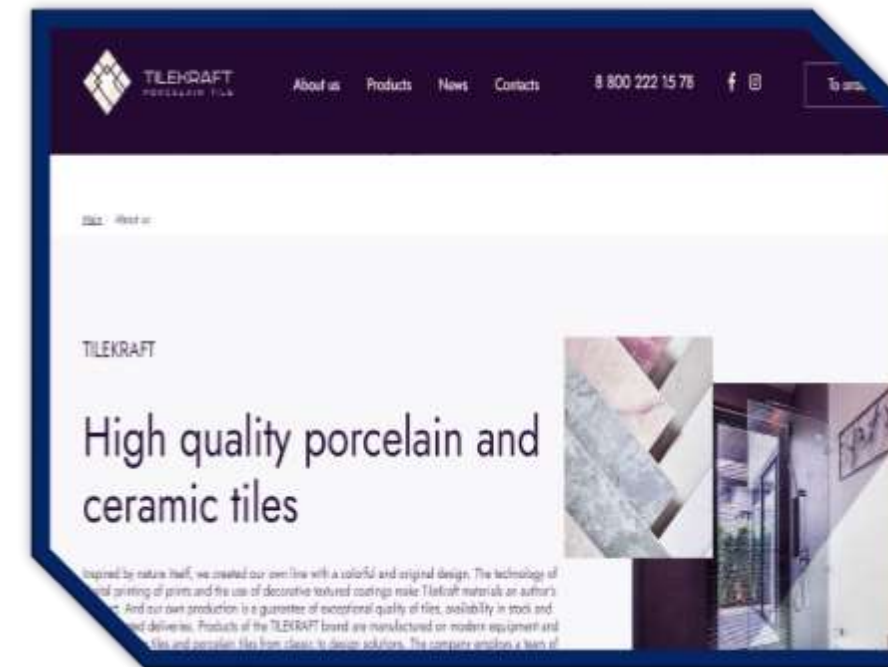 TILEKRAFT
PORCELAIN TILE
About us Products News Contacts 8 800 222 15 78 To
Main About us
TILEKRAFT
High quality porcelain and
ceramic tiles
Inspired by nature itself, we created our own line with a colorful and original design. The technology of
printing of prints and the use of decorative textured coatings make Tilekraft materials an author's
And our own production is a guarantee of exceptional quality of tiles, availability in stock and
deliveries. Products of the TILEKRAFT brand are manufactured on modern equipment and
tiles and porcelain tiles from classic to design solutions. The company employs a team of